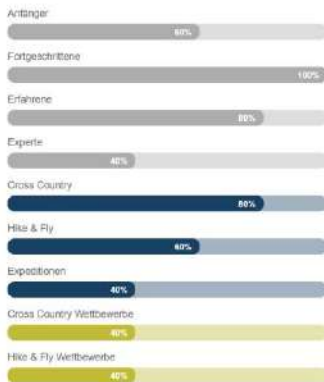 Anfänger
60%
Fortgeschrittene
100%
Erfahrene
80%
Experte
40%
Cross Country
80%
Hike & Fly
60%
Expeditionen
40%
Cross Country Wettbewerbe
40%
Hike & Fly Wettbewerbe
40%